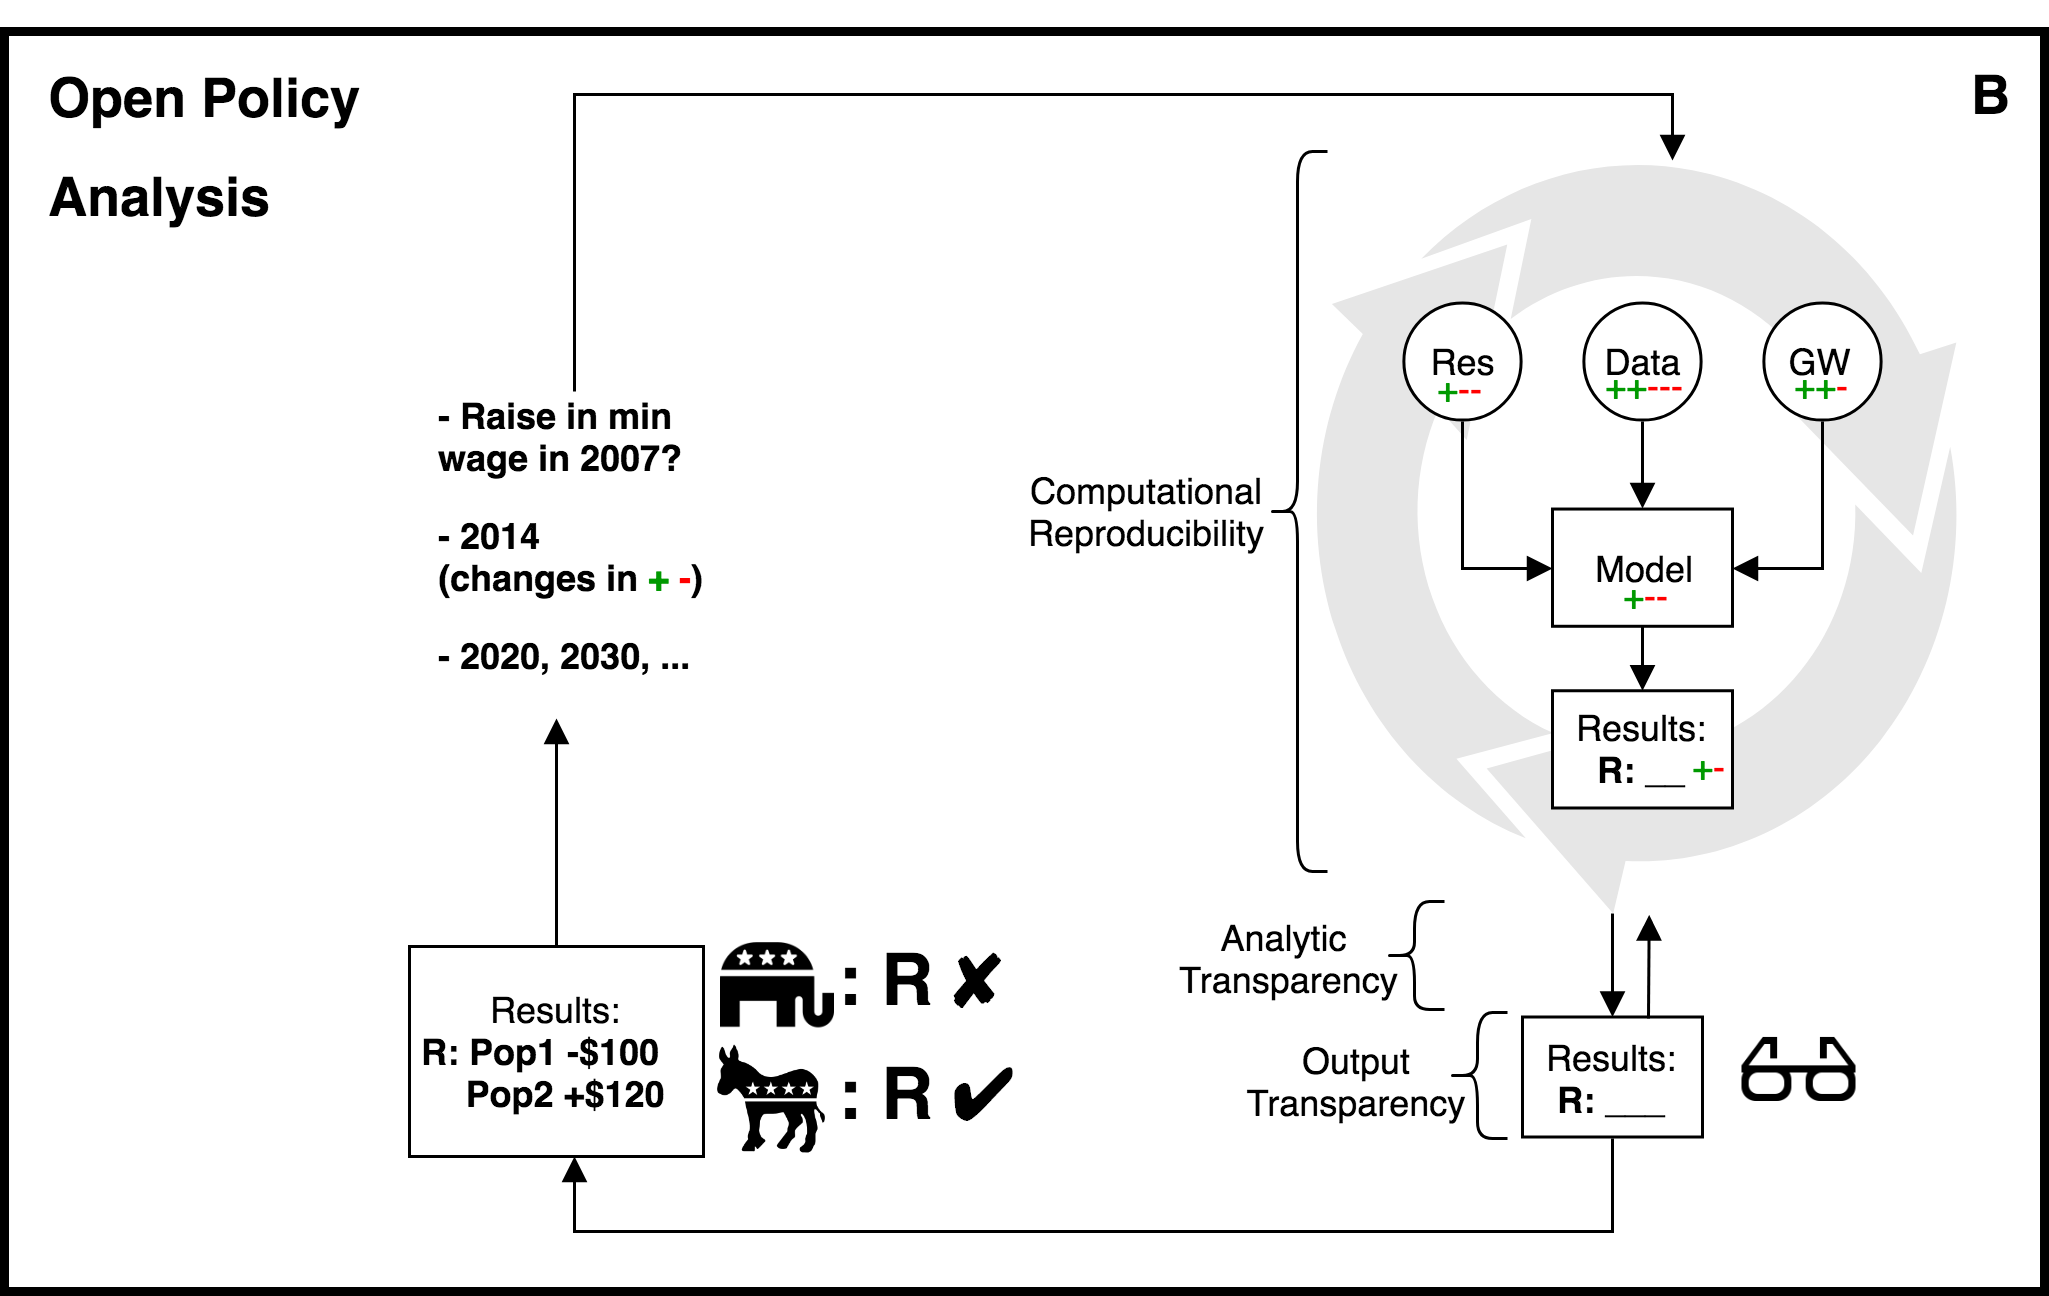 Open Policy
Analysis
B
- Raise in min
wage in 2007?
- 2014
(changes in + -)
- 2020, 2030, ...
Computational
Reproducibility
Res
+--
Data
++---
GW
++-
Model
+--
Results:
R: __ +-
Analytic
Transparency
Output
Transparency
Results:
R: ___
Results:
R: Pop1 -$100
Pop2 +$120
: R ✘
: R ✔